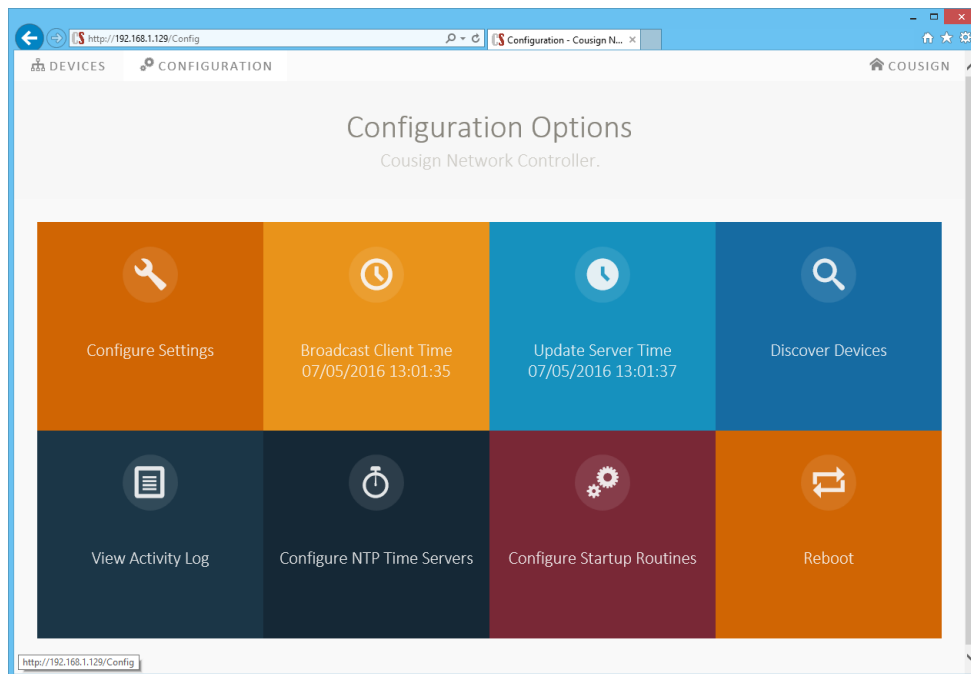 http://192.168.1.129/Config
Configuration - Cousign N...
DEVICES
CONFIGURATION
COUSIGN
Configuration Options
Cousign Network Controller.
Configure Settings
Broadcast Client Time
07/05/2016 13:01:35
Update Server Time
07/05/2016 13:01:37
Discover Devices
View Activity Log
Configure NTP Time Servers
Configure Startup Routines
Reboot
http://192.168.1.129/Config